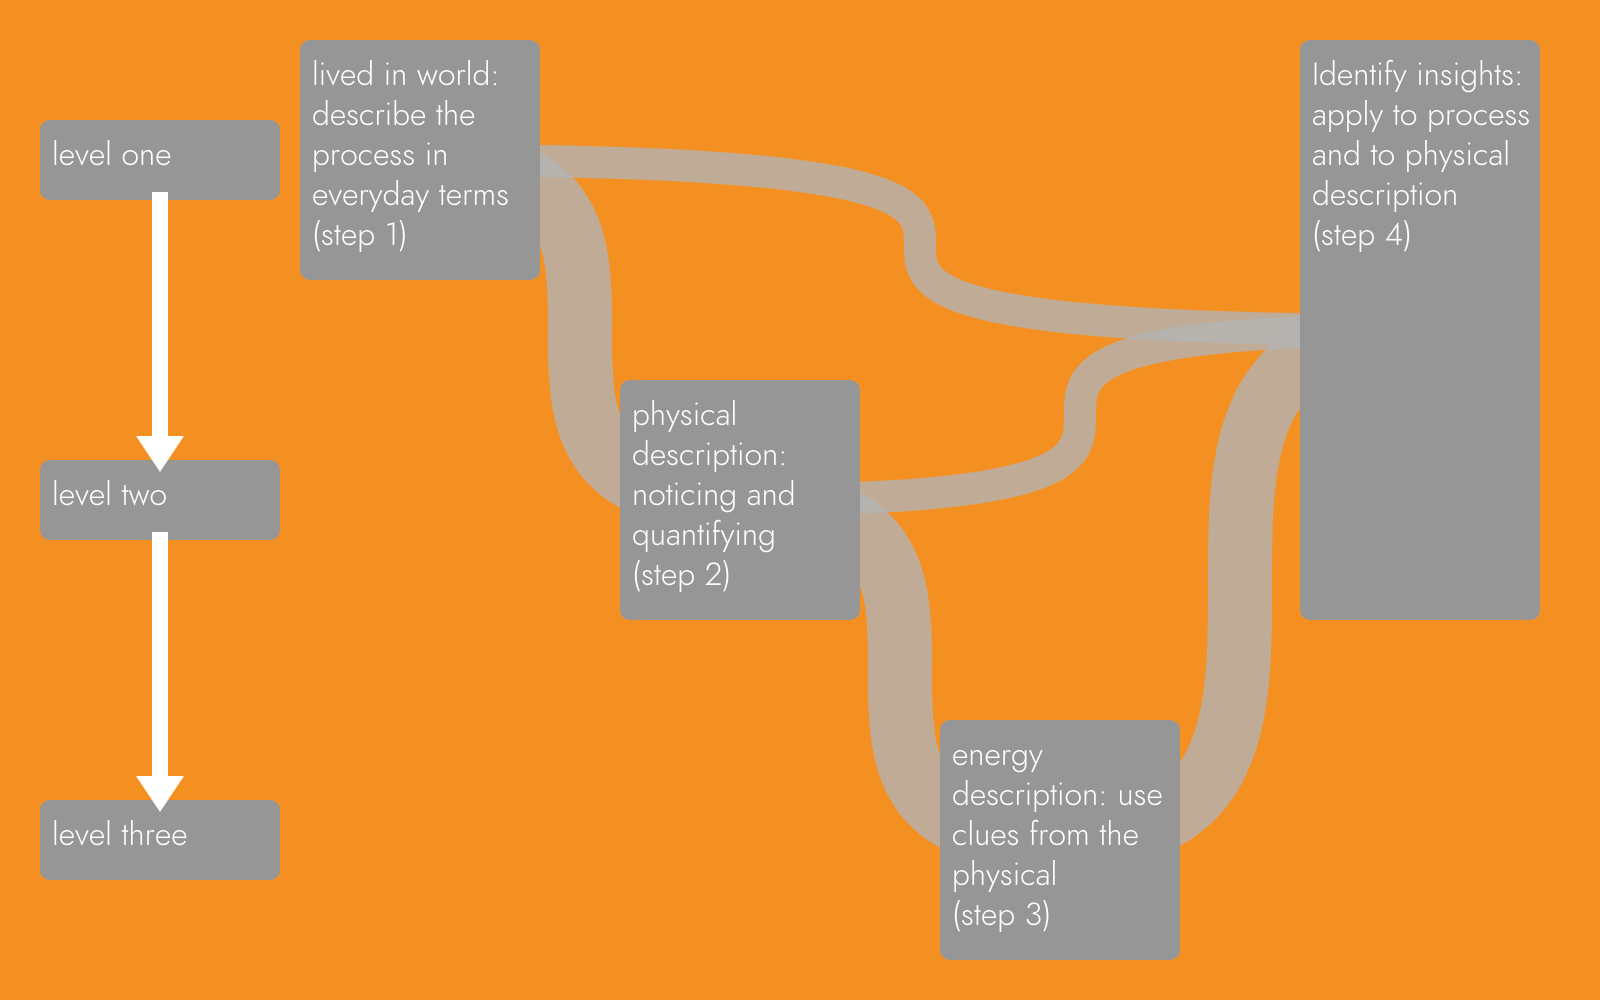 level one
level two
level three
lived in world:
describe the
process in
everyday terms
(step 1)
physical
description:
noticing and
quantifying
(step 2)
energy
description: use
clues from the
physical
(step 3)
Identify insights:
apply to process
and to physical
description
(step 4)